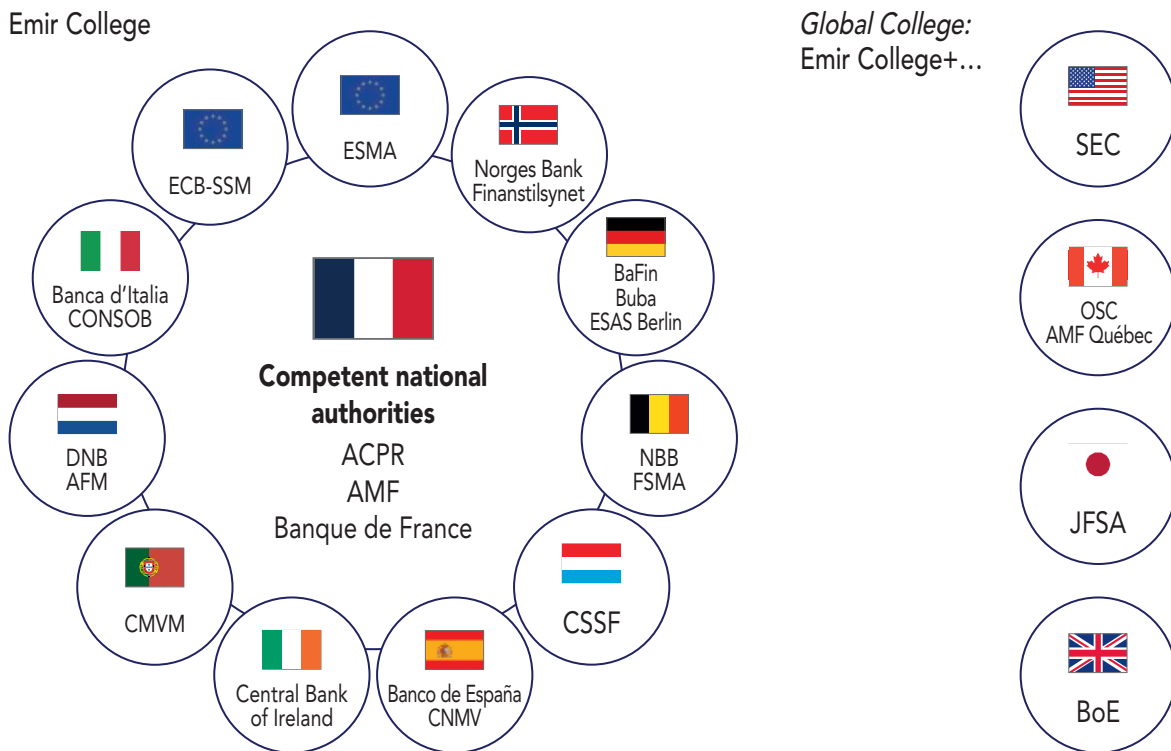 Emir College
Global College:
Emir College+…
ESMA
Norges Bank
Finanstilsynet
BaFin
Buba
ESAS Berlin
NBB
FSMA
CSSF
Banco de España
CNMV
Central Bank
of Ireland
CMVM
DNB
AFM
Banca d’Italia
CONSOB
ECB-SSM
Competent national
authorities
ACPR
AMF
Banque de France
SEC
OSC
AMF Québec
JFSA
BoE